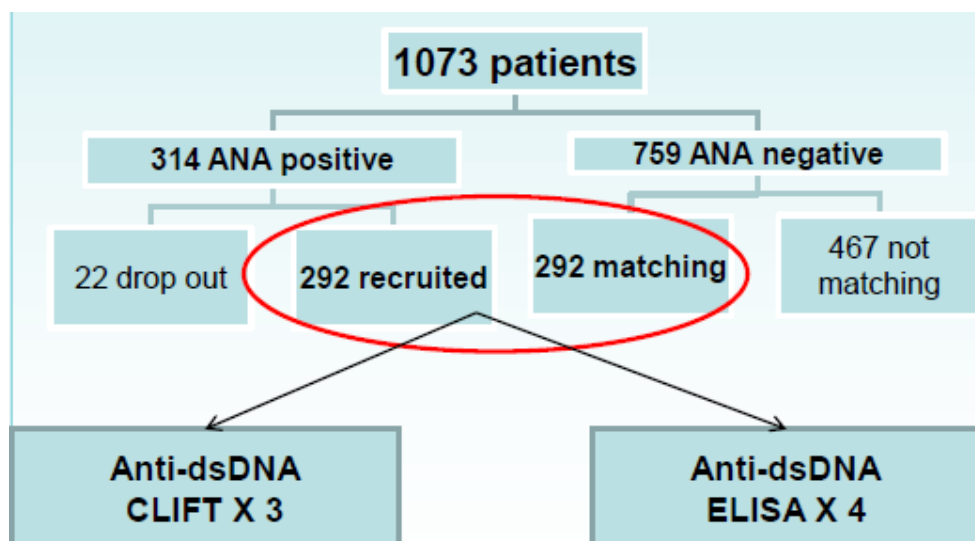 1073 patients
314 ANA positive
759 ANA negative
22 drop out
292 recruited
292 matching
467 not
matching
Anti-dsDNA
CLIFT X 3
Anti-dsDNA
ELISA X 4